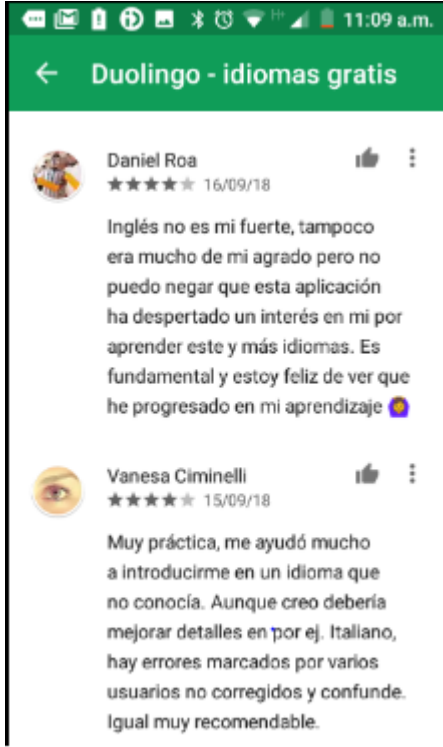 H+ 11:09 a.m.
Duolingo - idiomas gratis
Daniel Roa
16/09/18
Inglés no es mi fuerte, tampoco
era mucho de mi agrado pero no
puedo negar que esta aplicación
ha despertado un interés en mi por
aprender este y más idiomas. Es
fundamental y estoy feliz de ver que
he progresado en mi aprendizaje 🙆
Vanesa Ciminelli
15/09/18
Muy práctica, me ayudó mucho
a introducirme en un idioma que
no conocía. Aunque creo debería
mejorar detalles en por ej. Italiano,
hay errores marcados por varios
usuarios no corregidos y confunde.
Igual muy recomendable.